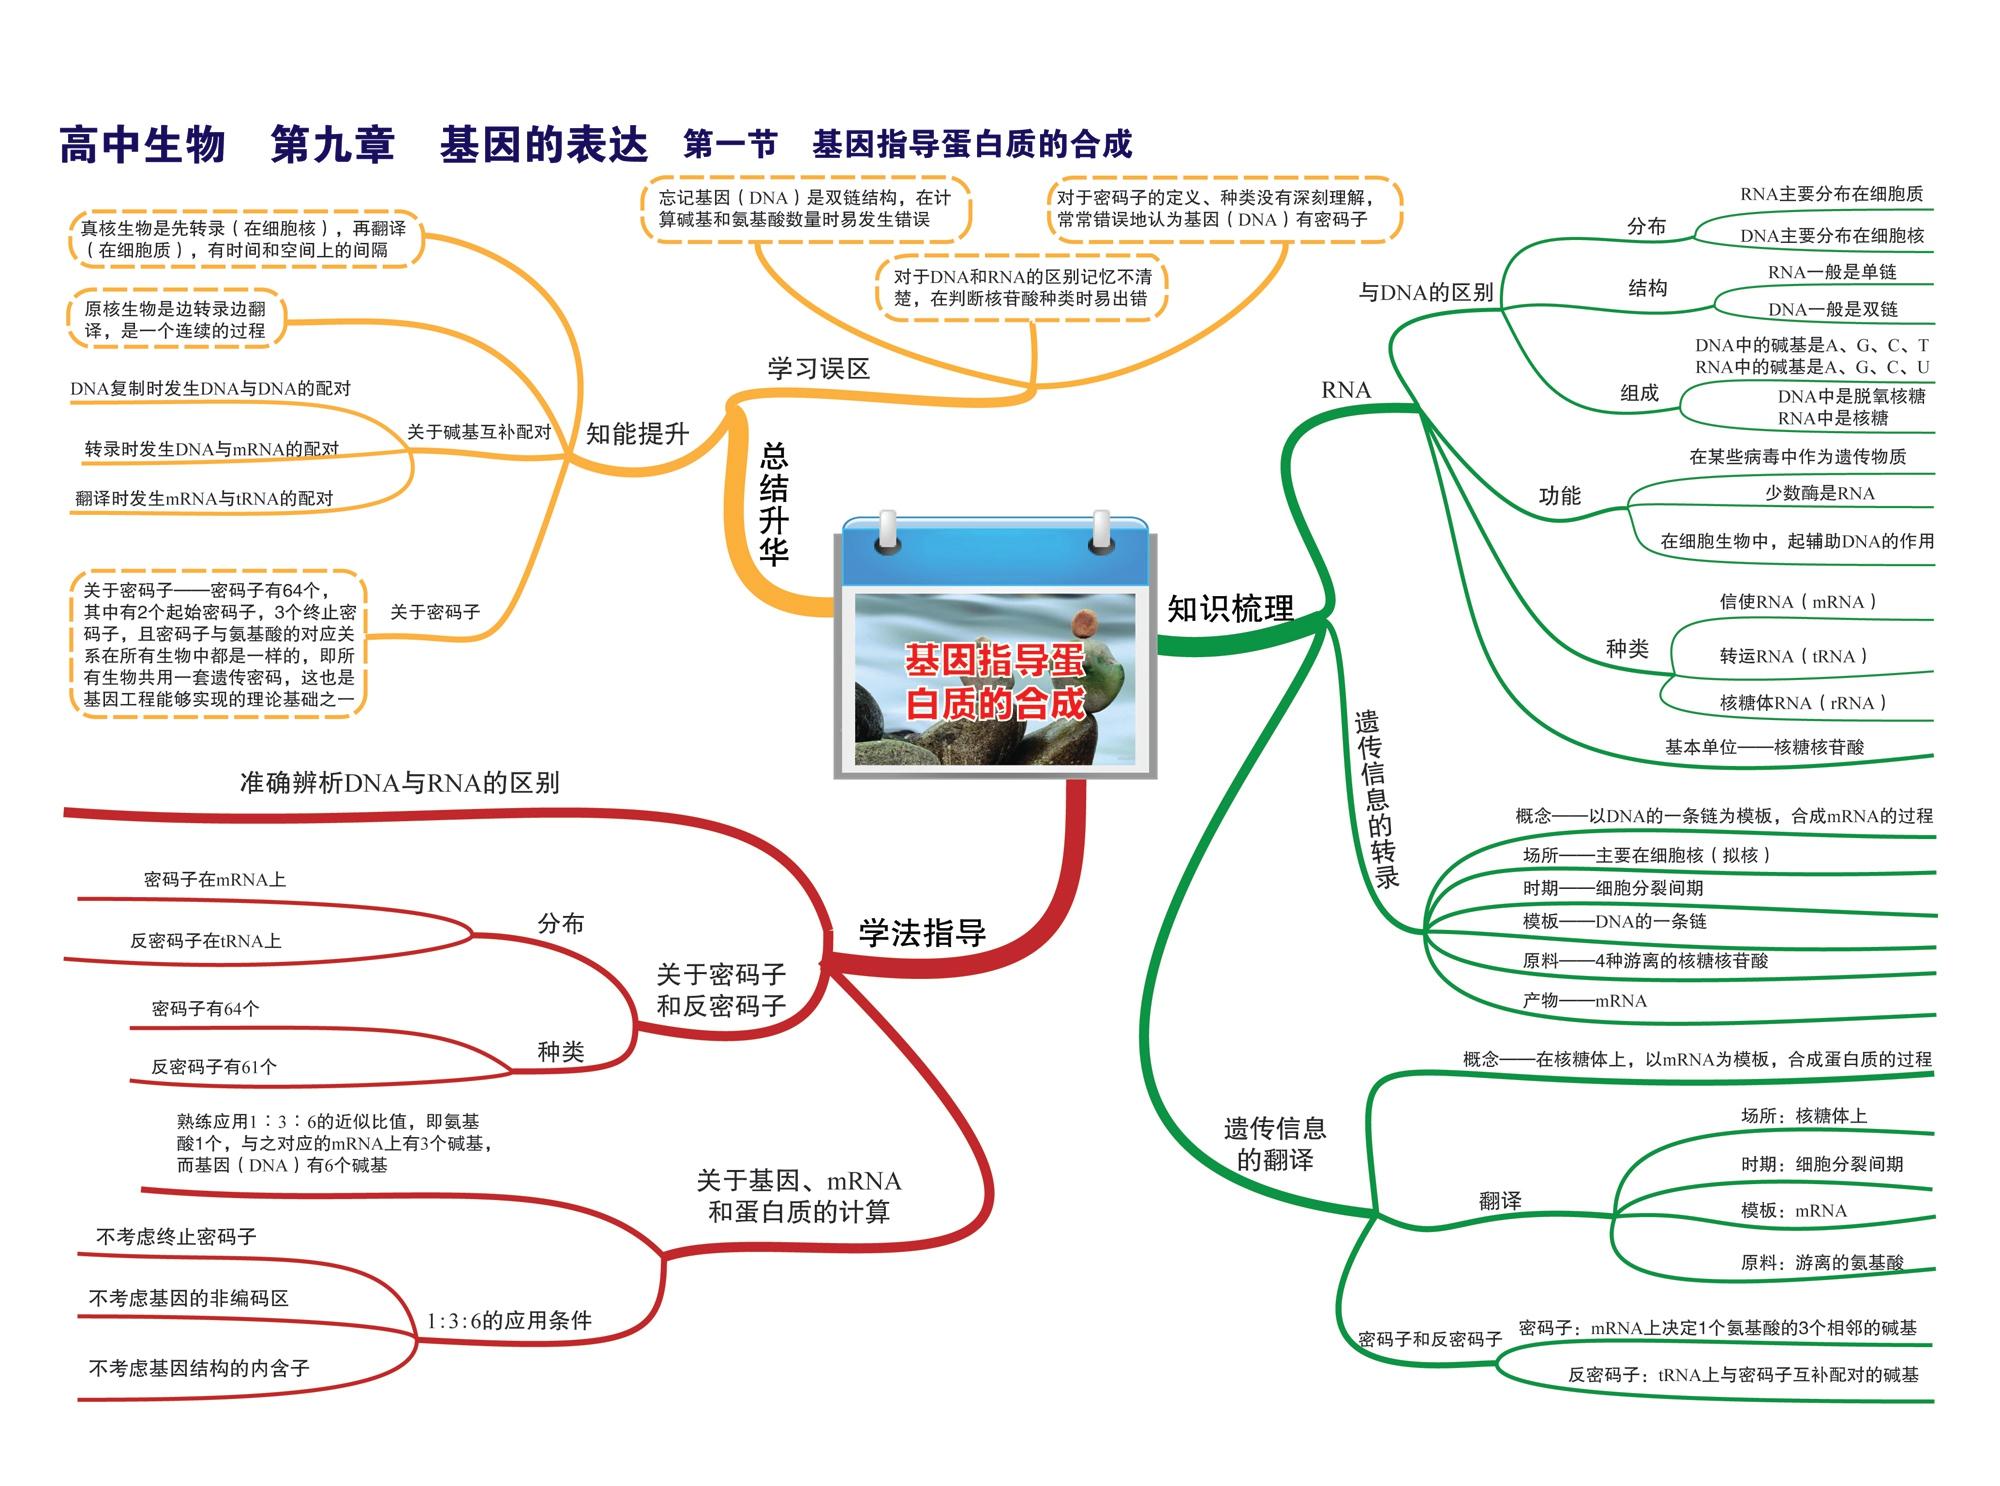 高中生物 第九章 基因的表达 第一节 基因指导蛋白质的合成
基因指导蛋
白质的合成
总结升华
学习误区
忘记基因（DNA）是双链结构，在计
算碱基和氨基酸数量时易发生错误
对于DNA和RNA的区别记忆不清
楚，在判断核苷酸种类时易出错
对于密码子的定义、种类没有深刻理解，
常常错误地认为基因（DNA）有密码子
知能提升
真核生物是先转录（在细胞核），再翻译
（在细胞质），有时间和空间上的间隔
原核生物是边转录边翻
译，是一个连续的过程
关于碱基互补配对
DNA复制时发生DNA与DNA的配对
转录时发生DNA与mRNA的配对
翻译时发生mRNA与tRNA的配对
关于密码子
关于密码子——密码子有64个，
其中有2个起始密码子，3个终止密
码子，且密码子与氨基酸的对应关
系在所有生物中都是一样的，即所
有生物共用一套遗传密码，这也是
基因工程能够实现的理论基础之一
知识梳理
RNA
与DNA的区别
分布
RNA主要分布在细胞质
DNA主要分布在细胞核
结构
RNA一般是单链
DNA一般是双链
组成
DNA中的碱基是A、G、C、T
RNA中的碱基是A、G、C、U
DNA中是脱氧核糖
RNA中是核糖
功能
在某些病毒中作为遗传物质
少数酶是RNA
在细胞生物中，起辅助DNA的作用
种类
信使RNA（mRNA）
转运RNA（tRNA）
核糖体RNA（rRNA）
基本单位——核糖核苷酸
遗传信息的转录
概念——以DNA的一条链为模板，合成mRNA的过程
场所——主要在细胞核（拟核）
时期——细胞分裂间期
模板——DNA的一条链
原料——4种游离的核糖核苷酸
产物——mRNA
遗传信息
的翻译
概念——在核糖体上，以mRNA为模板，合成蛋白质的过程
翻译
场所：核糖体上
时期：细胞分裂间期
模板：mRNA
原料：游离的氨基酸
密码子和反密码子
密码子：mRNA上决定1个氨基酸的3个相邻的碱基
反密码子：tRNA上与密码子互补配对的碱基
学法指导
准确辨析DNA与RNA的区别
关于密码子
和反密码子
分布
密码子在mRNA上
反密码子在tRNA上
种类
密码子有64个
反密码子有61个
关于基因、mRNA
和蛋白质的计算
熟练应用1：3：6的近似比值，即氨基
酸1个，与之对应的mRNA上有3个碱基，
而基因（DNA）有6个碱基
1:3:6的应用条件
不考虑终止密码子
不考虑基因的非编码区
不考虑基因结构的内含子